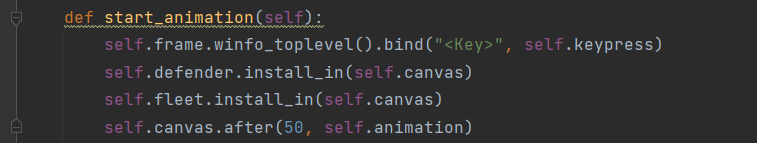 def start_animation(self):
    self.frame.winfo_toplevel().bind("<Key>", self.keypress)
    self.defender.install_in(self.canvas)
    self.fleet.install_in(self.canvas)
    self.canvas.after(50, self.animation)